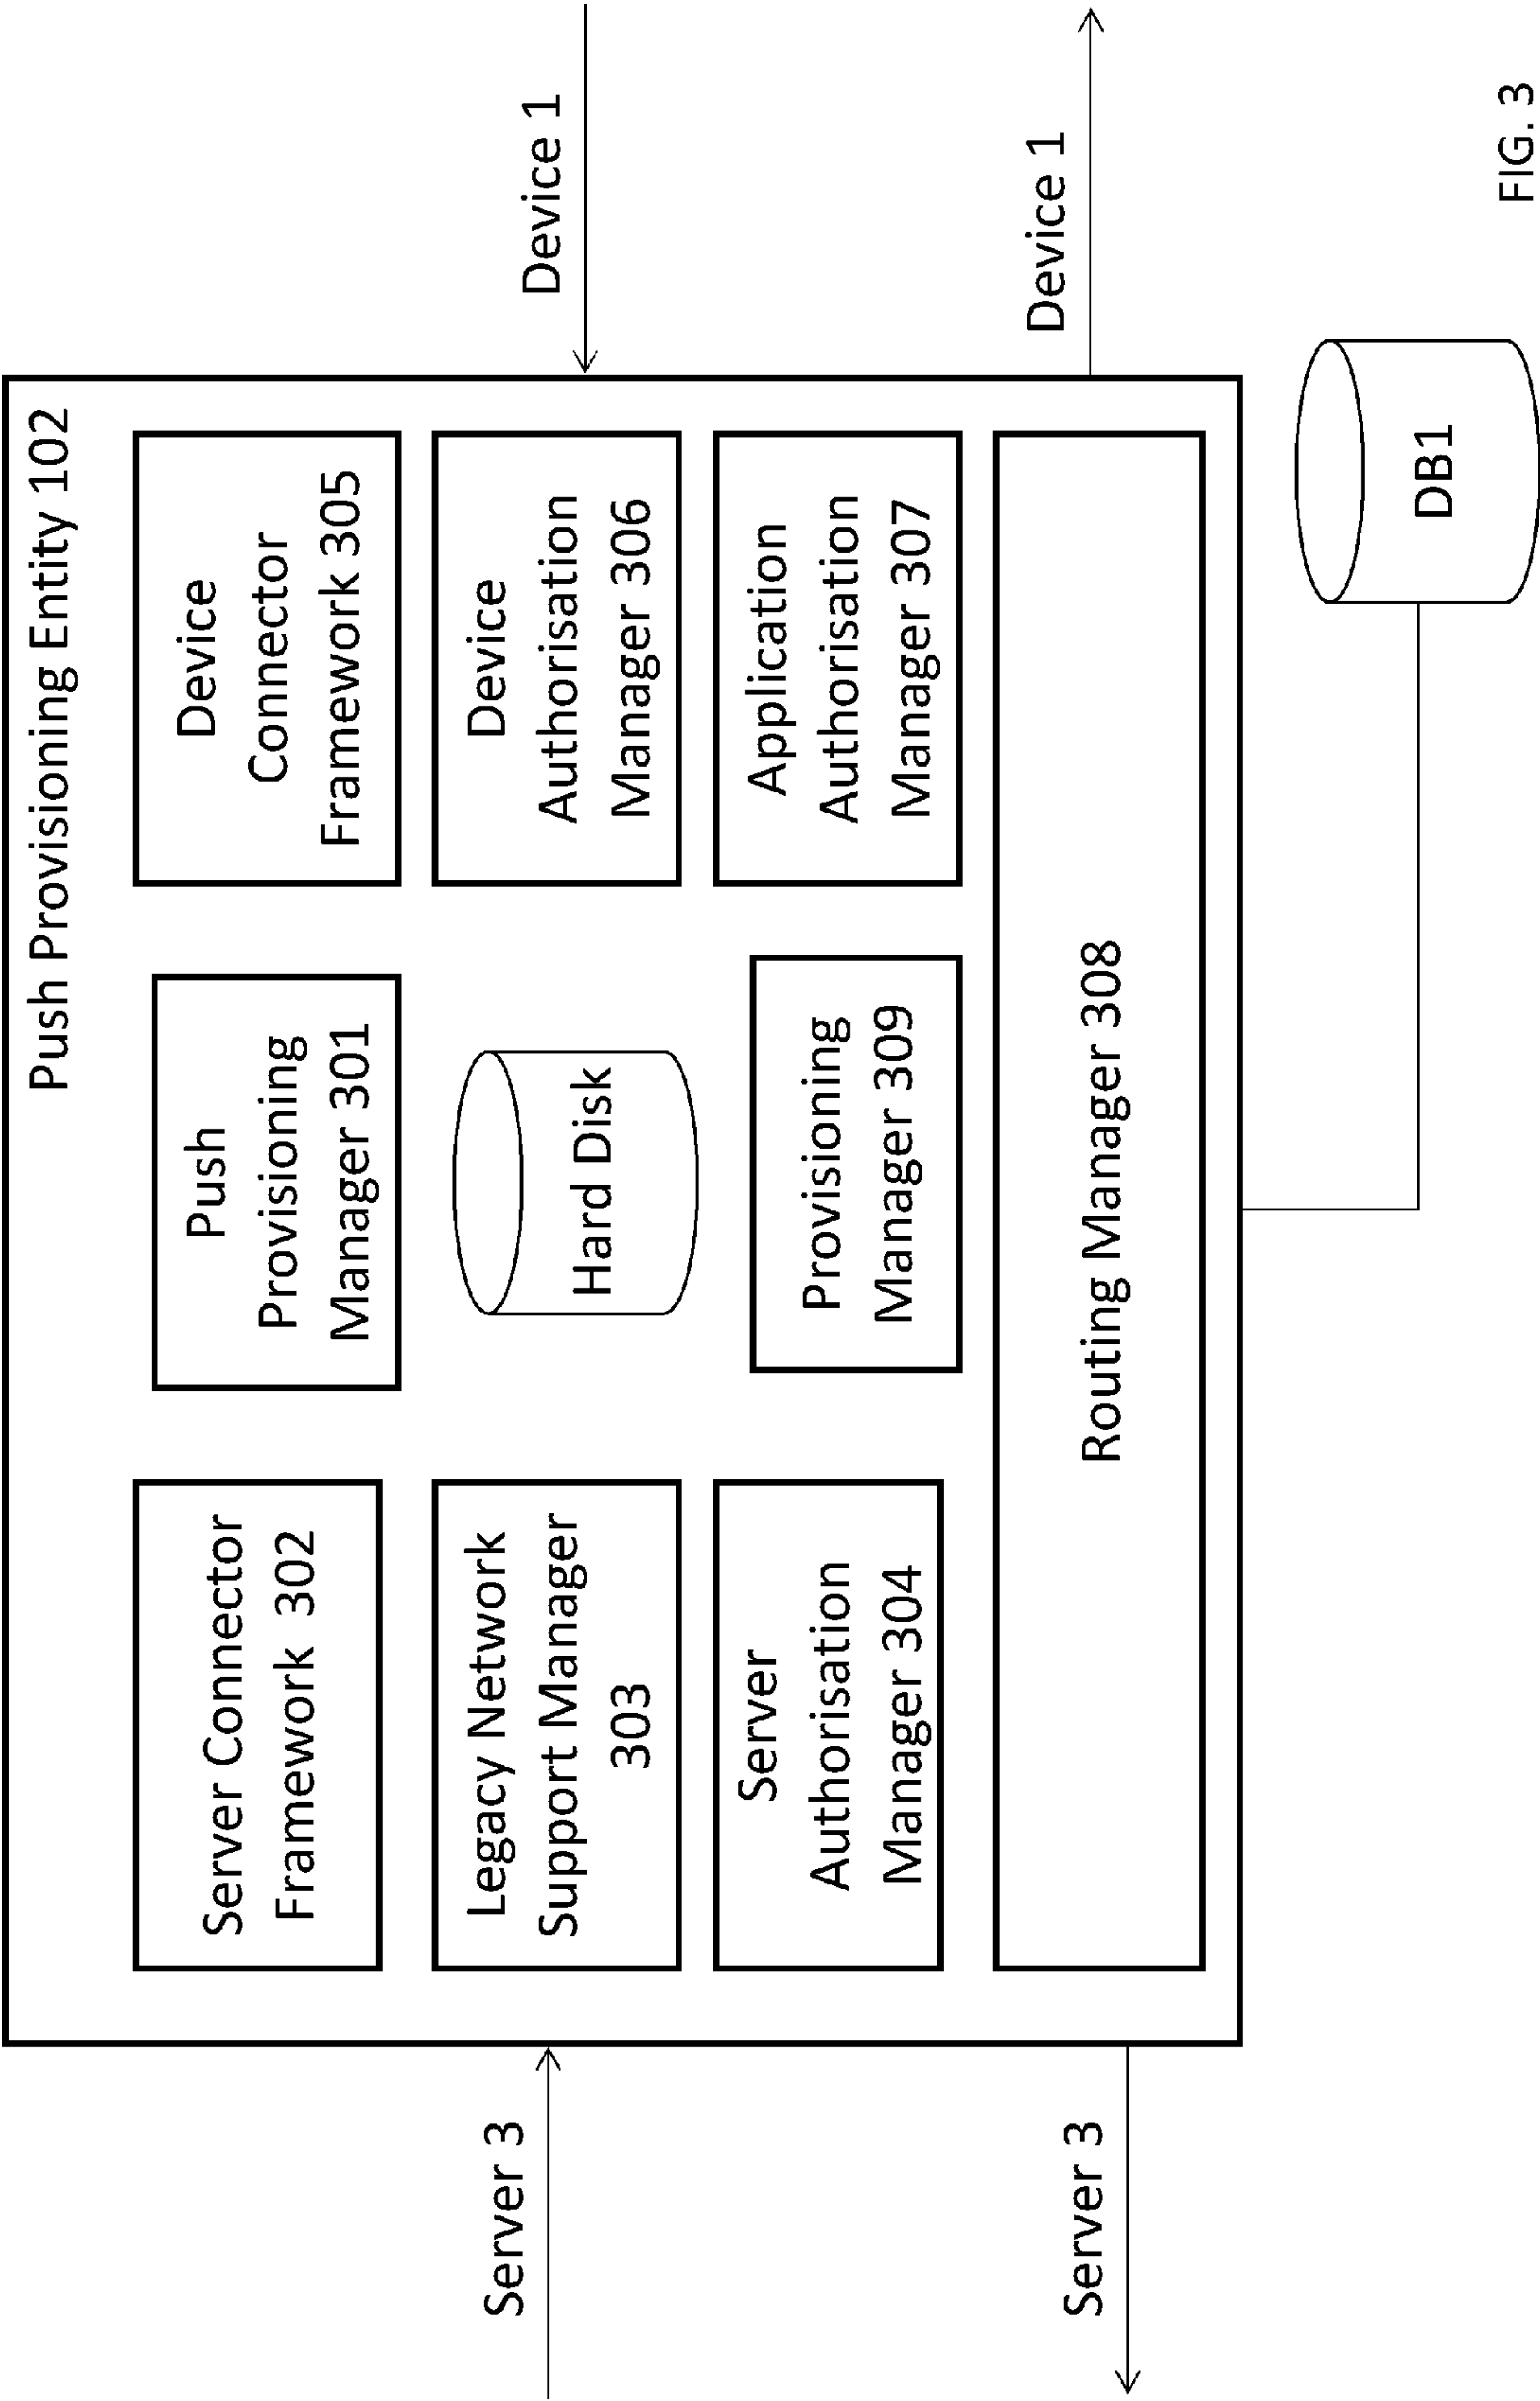 Push Provisioning Entity 102
Server Connector
Framework 302
Push
Provisioning
Manager 301
Device
Connector
Framework 305
Legacy Network
Support Manager
303
Hard Disk
Device
Authorisation
Manager 306
Server
Authorisation
Manager 304
Provisioning
Manager 309
Application
Authorisation
Manager 307
Routing Manager 308
Server 3
Device 1
Server 3
Device 1
DB1
FIG. 3